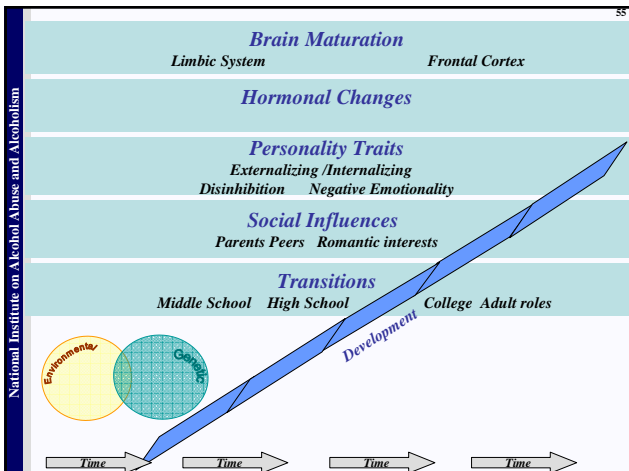 55
National Institute on Alcohol Abuse and Alcoholism
Brain Maturation
Limbic System Frontal Cortex
Hormonal Changes
Personality Traits
Externalizing /Internalizing
Disinhibition Negative Emotionality
Social Influences
Parents Peers Romantic interests
Transitions
Middle School High School College Adult roles
Development
Environmental
Genetic
Time Time Time Time